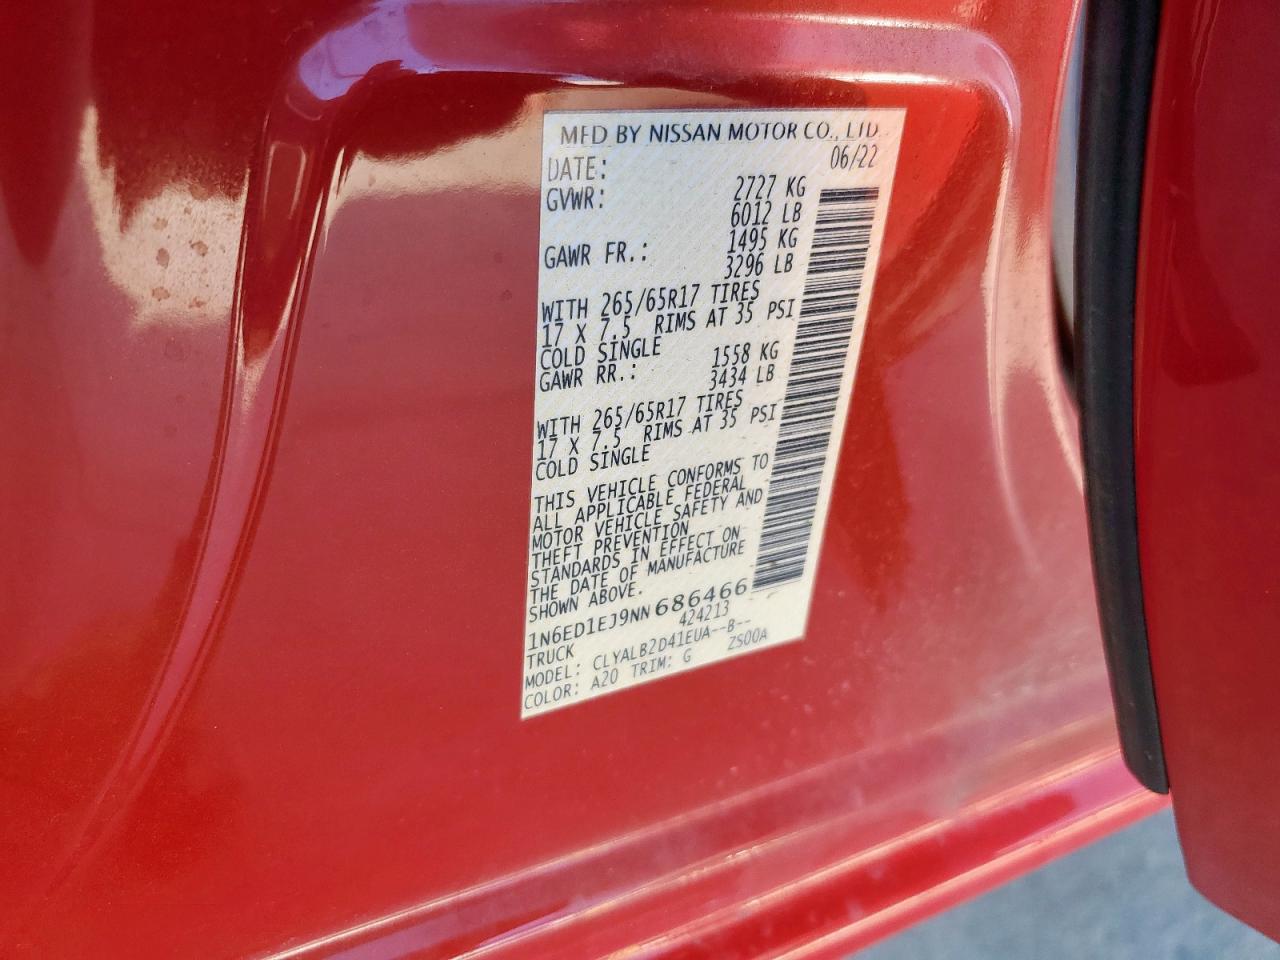 MFD BY NISSAN MOTOR CO., LTD.
DATE: 06/22
GVWR: 2727 KG
6012 LB
GAWR FR.: 1495 KG
3296 LB
WITH 265/65R17 TIRES
17 X 7.5 RIMS AT 35 PSI
COLD SINGLE
GAWR RR.: 1558 KG
3434 LB
WITH 265/65R17 TIRES
17 X 7.5 RIMS AT 35 PSI
COLD SINGLE
THIS VEHICLE CONFORMS TO
ALL APPLICABLE FEDERAL
MOTOR VEHICLE SAFETY AND
THEFT PREVENTION
STANDARDS IN EFFECT ON
THE DATE OF MANUFACTURE
SHOWN ABOVE.
1N6ED1EJ9NN686466
TRUCK 424213
MODEL: CLYALB2D41EUA--B--
COLOR: A20 TRIM: G ZS00A